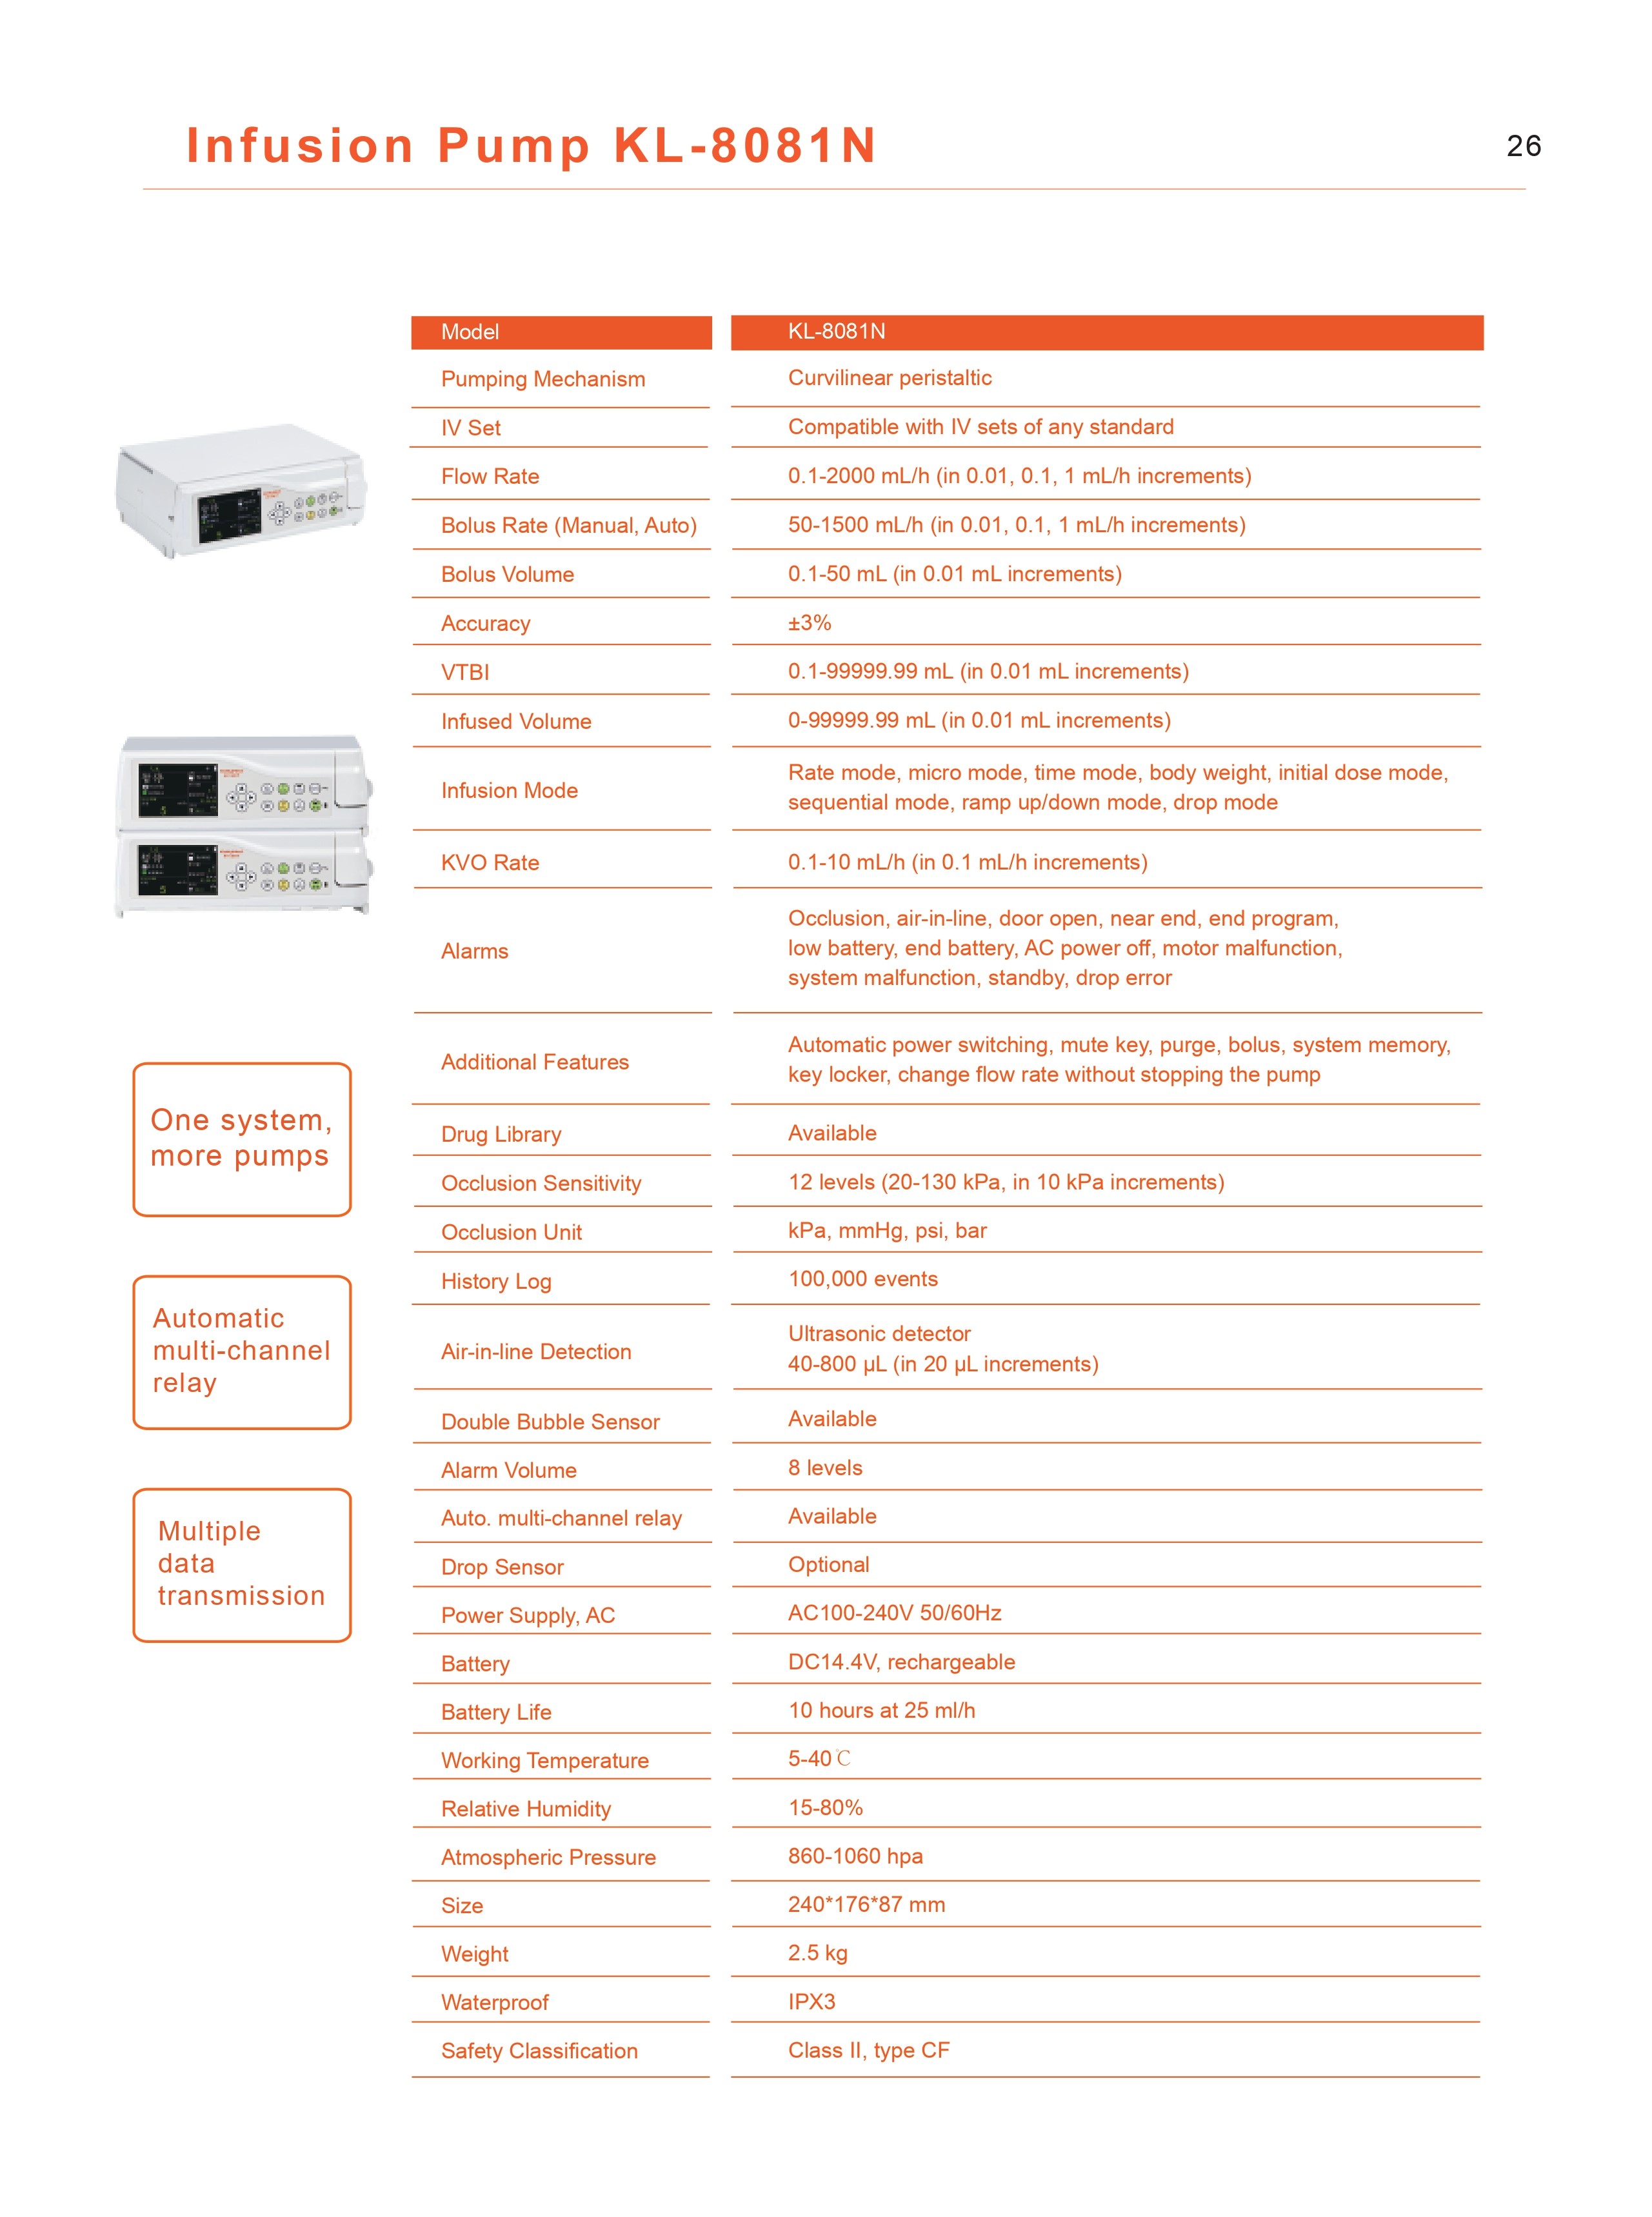 Infusion Pump KL-8081N
26
Model KL-8081N
Pumping Mechanism Curvilinear peristaltic
IV Set Compatible with IV sets of any standard
Flow Rate 0.1-2000 mL/h (in 0.01, 0.1, 1 mL/h increments)
Bolus Rate (Manual, Auto) 50-1500 mL/h (in 0.01, 0.1, 1 mL/h increments)
Bolus Volume 0.1-50 mL (in 0.01 mL increments)
Accuracy ±3%
VTBI 0.1-99999.99 mL (in 0.01 mL increments)
Infused Volume 0-99999.99 mL (in 0.01 mL increments)
Infusion Mode Rate mode, micro mode, time mode, body weight, initial dose mode,
sequential mode, ramp up/down mode, drop mode
KVO Rate 0.1-10 mL/h (in 0.1 mL/h increments)
Alarms Occlusion, air-in-line, door open, near end, end program,
low battery, end battery, AC power off, motor malfunction,
system malfunction, standby, drop error
Additional Features Automatic power switching, mute key, purge, bolus, system memory,
key locker, change flow rate without stopping the pump
Drug Library Available
Occlusion Sensitivity 12 levels (20-130 kPa, in 10 kPa increments)
Occlusion Unit kPa, mmHg, psi, bar
History Log 100,000 events
Air-in-line Detection Ultrasonic detector
40-800 μL (in 20 μL increments)
Double Bubble Sensor Available
Alarm Volume 8 levels
Auto. multi-channel relay Available
Drop Sensor Optional
Power Supply, AC AC100-240V 50/60Hz
Battery DC14.4V, rechargeable
Battery Life 10 hours at 25 ml/h
Working Temperature 5-40℃
Relative Humidity 15-80%
Atmospheric Pressure 860-1060 hpa
Size 240*176*87 mm
Weight 2.5 kg
Waterproof IPX3
Safety Classification Class II, type CF
One system,
more pumps
Automatic
multi-channel
relay
Multiple
data
transmission